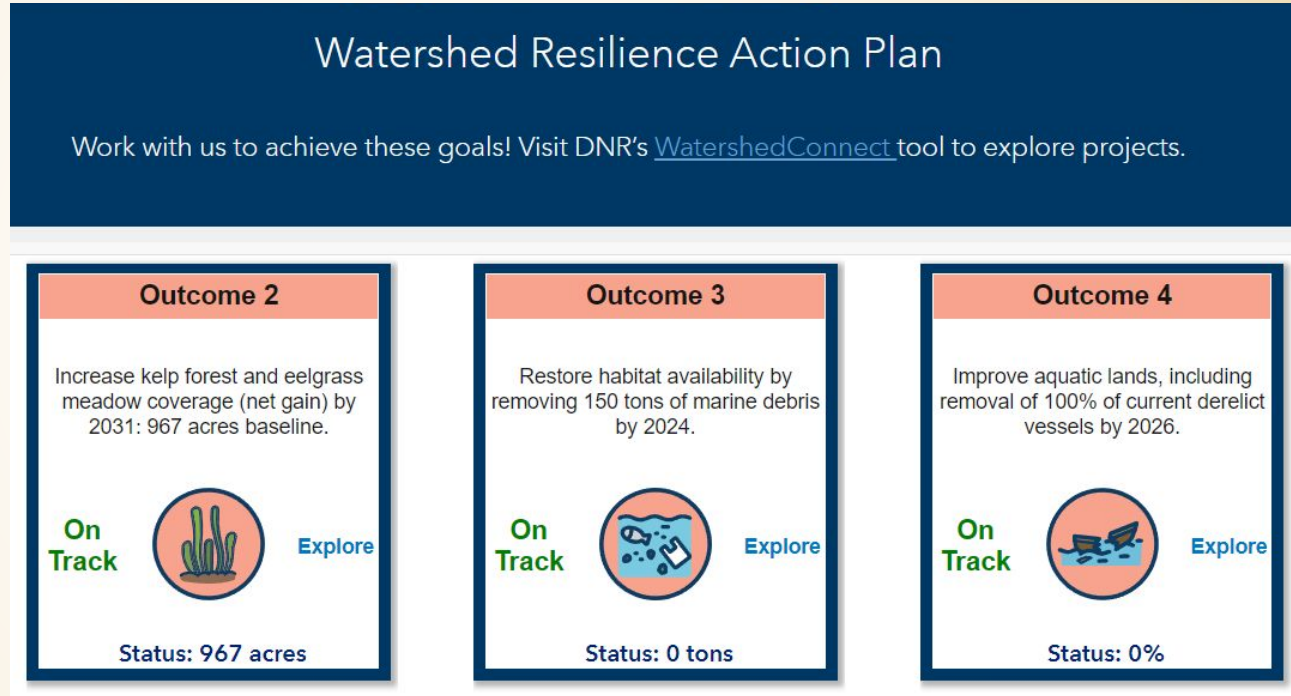 Watershed Resilience Action Plan
Work with us to achieve these goals! Visit DNR's WatershedConnect tool to explore projects.
Outcome 2
Increase kelp forest and eelgrass
meadow coverage (net gain) by
2031: 967 acres baseline.
On
Track
Explore
Status: 967 acres
Outcome 3
Restore habitat availability by
removing 150 tons of marine debris
by 2024.
On
Track
Explore
Status: 0 tons
Outcome 4
Improve aquatic lands, including
removal of 100% of current derelict
vessels by 2026.
On
Track
Explore
Status: 0%